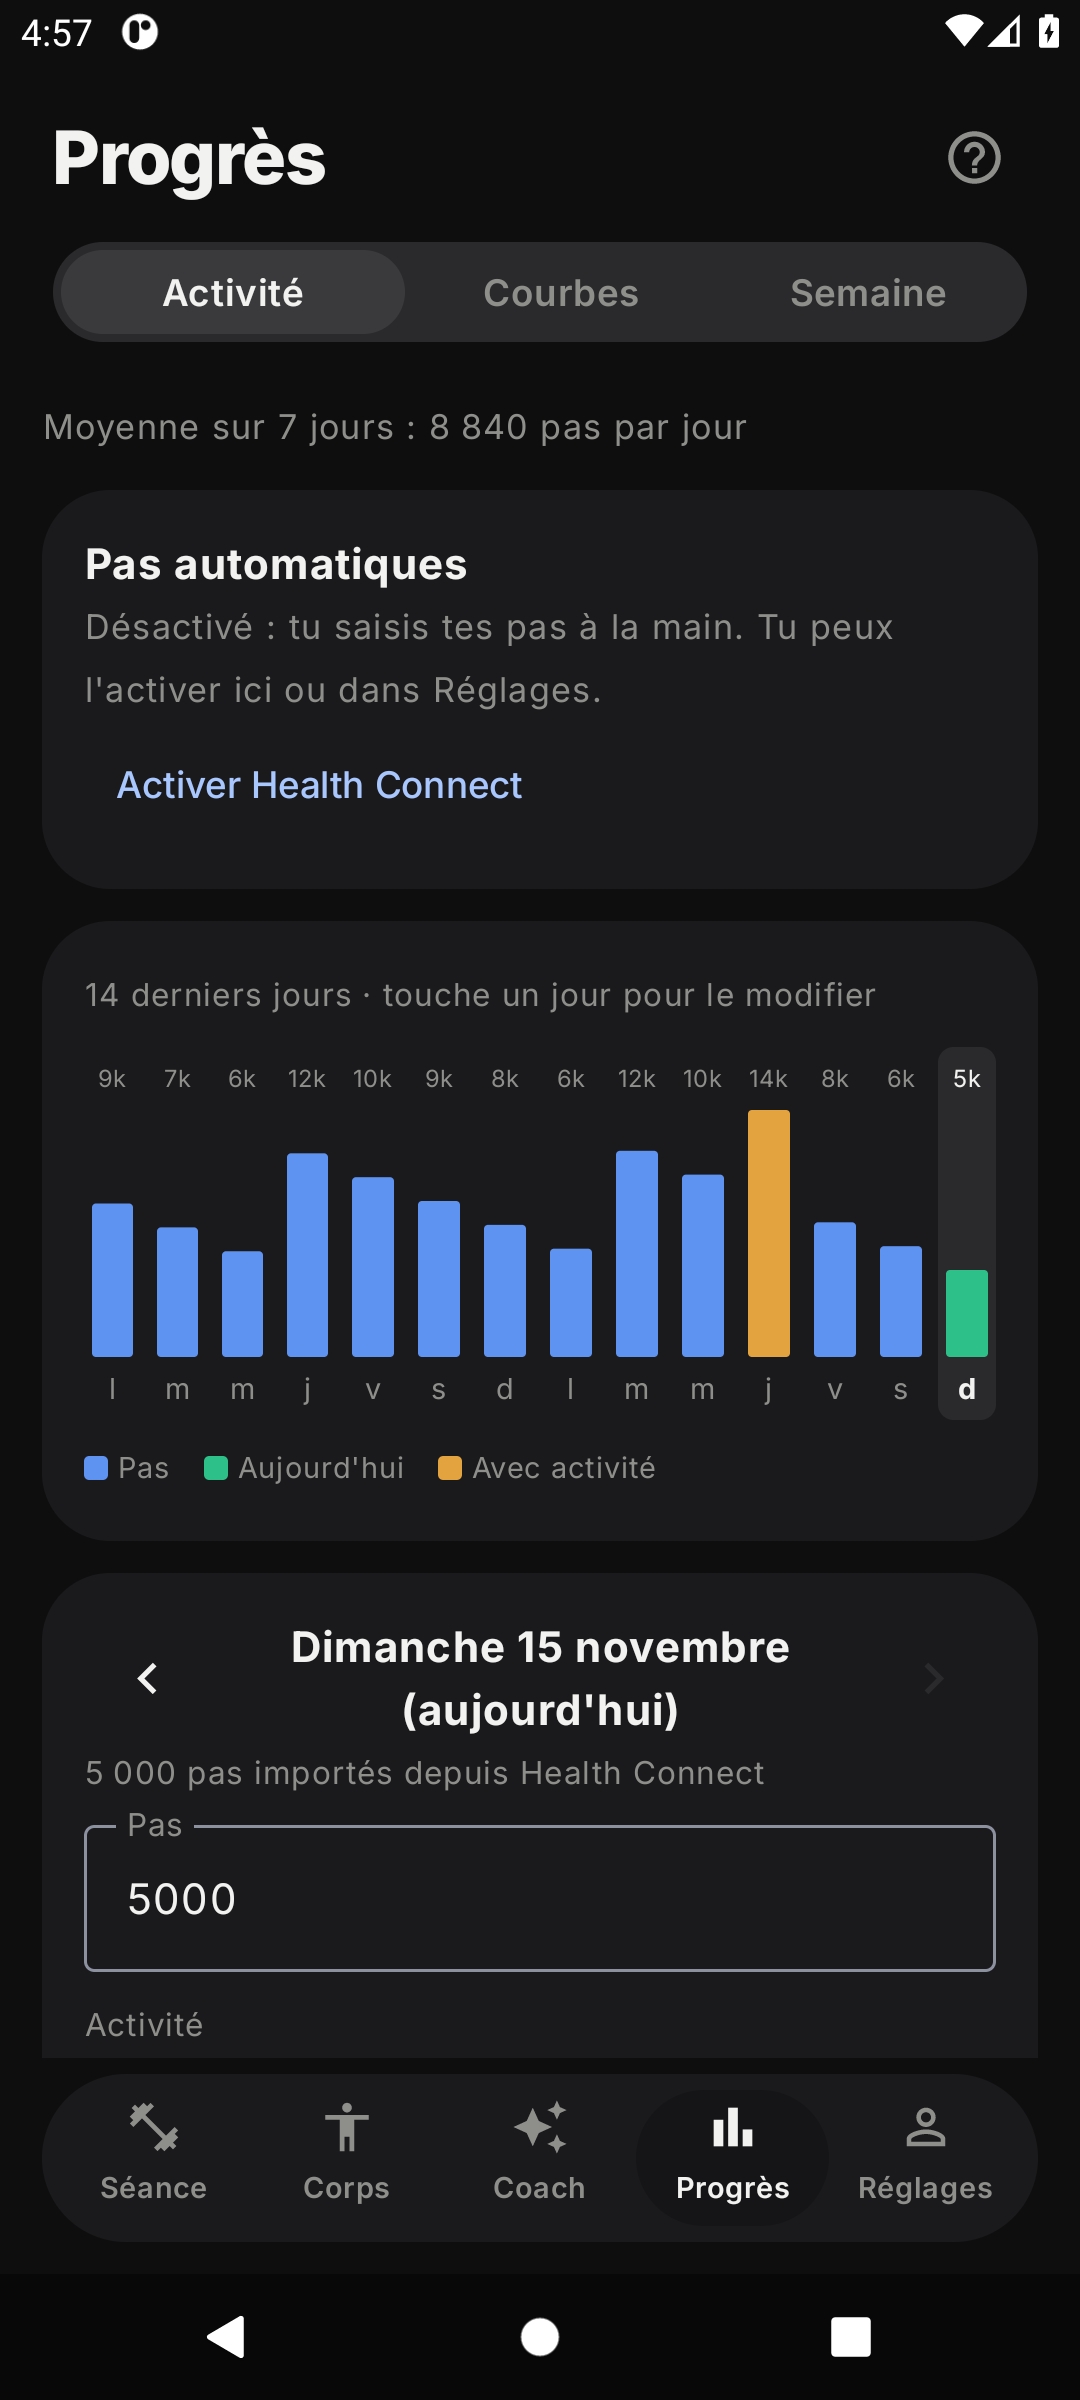 4:57
Progrès
Activité Courbes Semaine
Moyenne sur 7 jours : 8 840 pas par jour
Pas automatiques
Désactivé : tu saisis tes pas à la main. Tu peux
l'activer ici ou dans Réglages.
Activer Health Connect
14 derniers jours · touche un jour pour le modifier
9k 7k 6k 12k 10k 9k 8k 6k 12k 10k 14k 8k 6k 5k
l m m j v s d l m m j v s d
Pas Aujourd'hui Avec activité
Dimanche 15 novembre
(aujourd'hui)
5 000 pas importés depuis Health Connect
Pas
5000
Activité
Séance Corps Coach Progrès Réglages